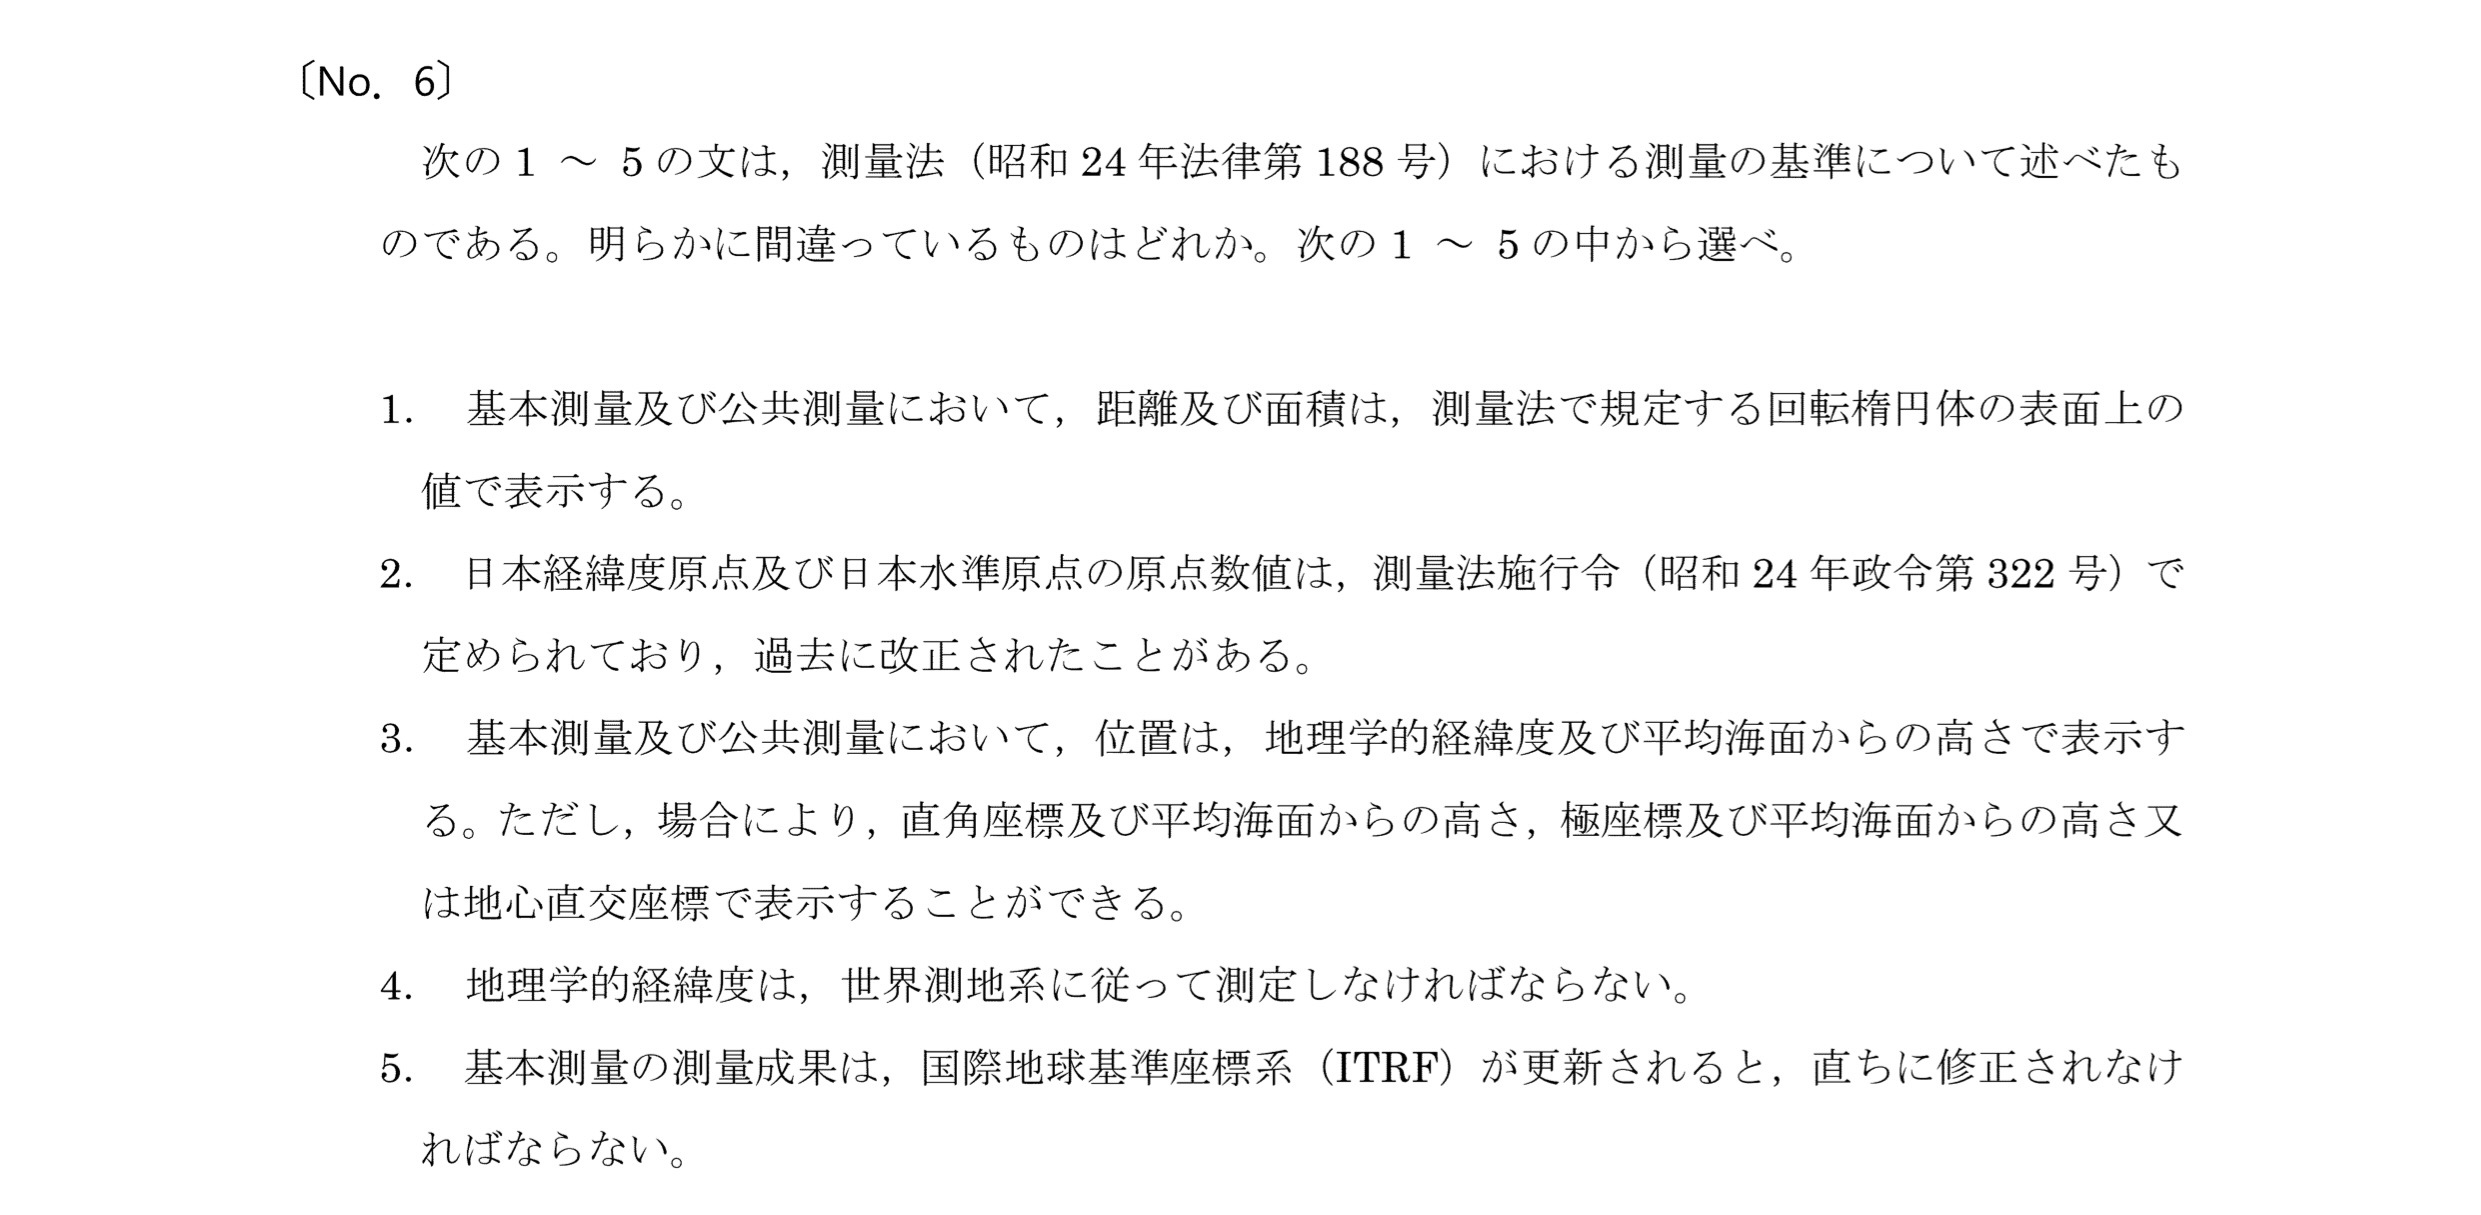 〔No. 6〕
次の 1 ～ 5 の文は，測量法（昭和 24 年法律第 188 号）における測量の基準について述べたも
のである。明らかに間違っているものはどれか。次の 1 ～ 5 の中から選べ。
1. 基本測量及び公共測量において，距離及び面積は，測量法で規定する回転楕円体の表面上の
値で表示する。
2. 日本経緯度原点及び日本水準原点の原点数値は，測量法施行令（昭和 24 年政令第 322 号）で
定められており，過去に改正されたことがある。
3. 基本測量及び公共測量において，位置は，地理学的経緯度及び平均海面からの高さで表示す
る。ただし，場合により，直角座標及び平均海面からの高さ，極座標及び平均海面からの高さ又
は地心直交座標で表示することができる。
4. 地理学的経緯度は，世界測地系に従って測定しなければならない。
5. 基本測量の測量成果は，国際地球基準座標系（ITRF）が更新されると，直ちに修正されなけ
ればならない。